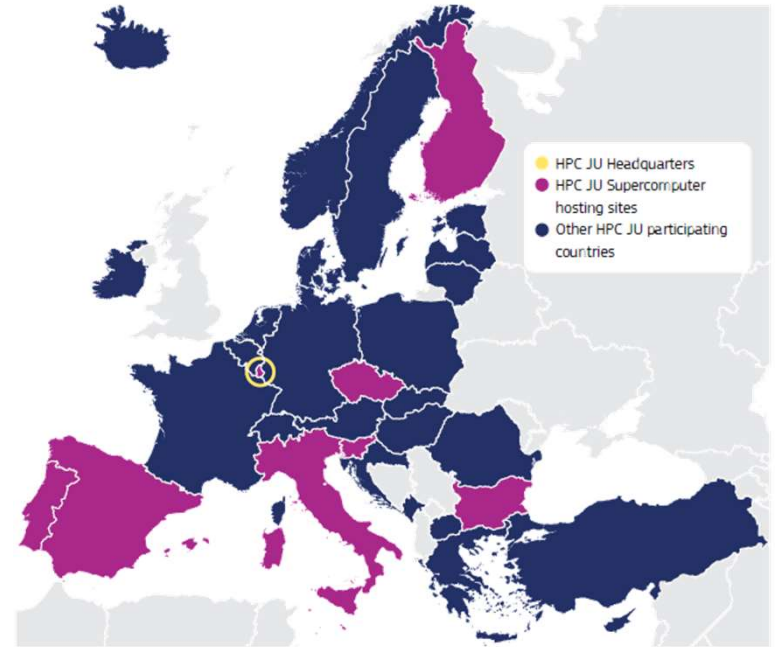 HPC JU Headquarters
HPC JU Supercomputer
hosting sites
Other HPC JU participating
countries